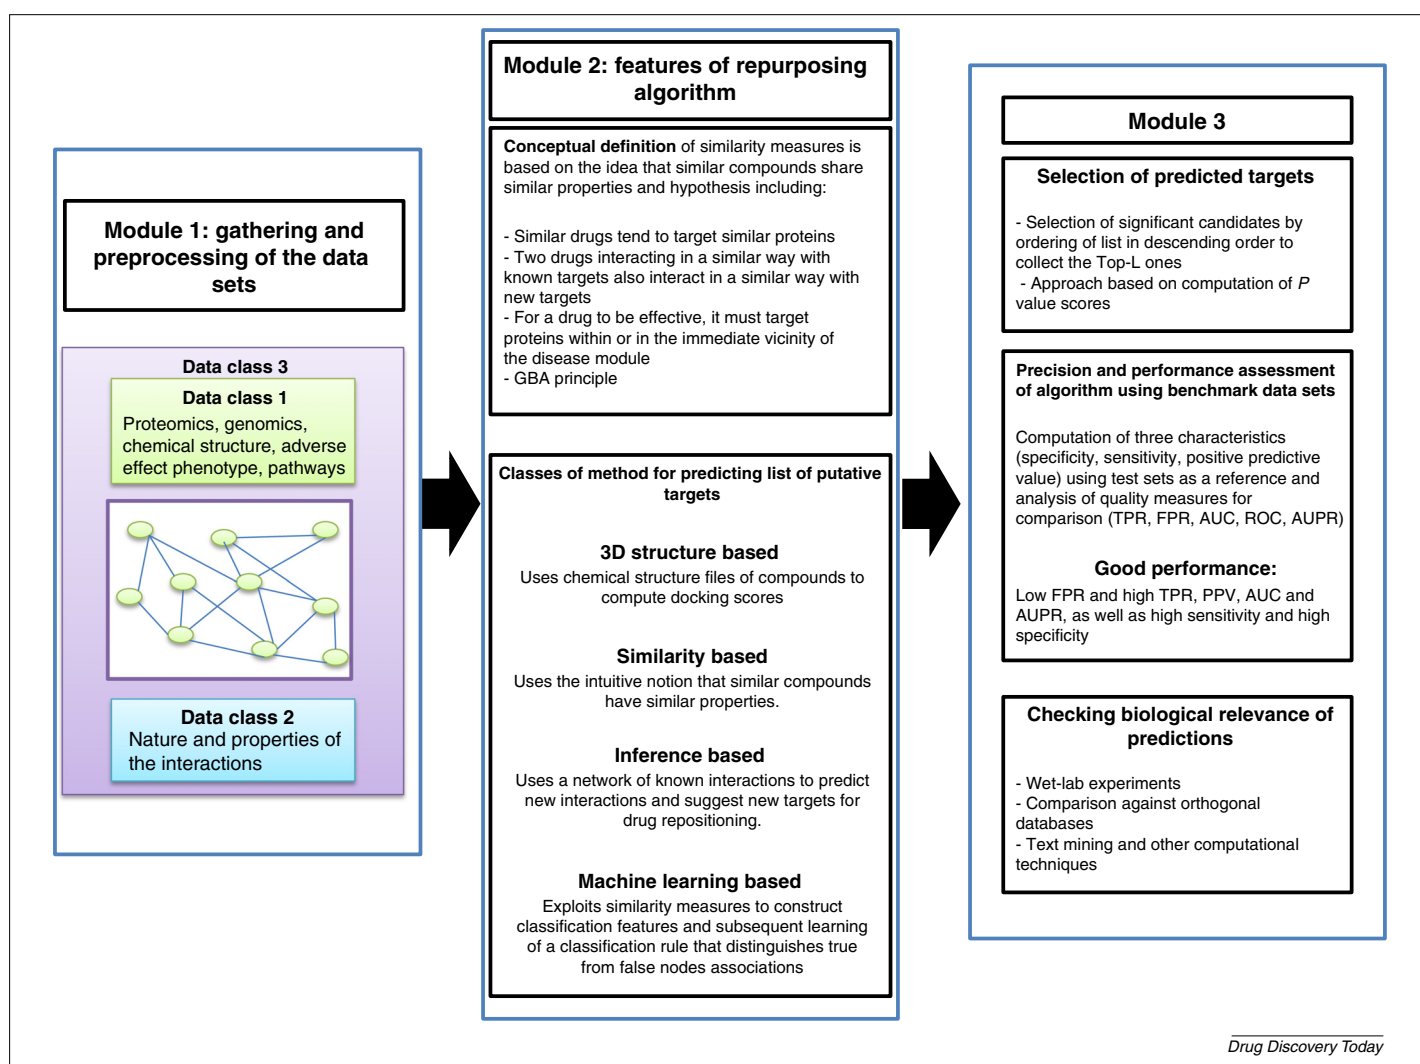 Module 1: gathering and
preprocessing of the data
sets
Data class 3
Data class 1
Proteomics, genomics,
chemical structure, adverse
effect phenotype, pathways
Data class 2
Nature and properties of
the interactions
Module 2: features of repurposing
algorithm
Conceptual definition of similarity measures is
based on the idea that similar compounds share
similar properties and hypothesis including:
- Similar drugs tend to target similar proteins
- Two drugs interacting in a similar way with
known targets also interact in a similar way with
new targets
- For a drug to be effective, it must target
proteins within or in the immediate vicinity of
the disease module
- GBA principle
Classes of method for predicting list of putative
targets
3D structure based
Uses chemical structure files of compounds to
compute docking scores
Similarity based
Uses the intuitive notion that similar compounds
have similar properties.
Inference based
Uses a network of known interactions to predict
new interactions and suggest new targets for
drug repositioning.
Machine learning based
Exploits similarity measures to construct
classification features and subsequent learning
of a classification rule that distinguishes true
from false nodes associations
Module 3
Selection of predicted targets
- Selection of significant candidates by
ordering of list in descending order to
collect the Top-L ones
- Approach based on computation of P
value scores
Precision and performance assessment
of algorithm using benchmark data sets
Computation of three characteristics
(specificity, sensitivity, positive predictive
value) using test sets as a reference and
analysis of quality measures for
comparison (TPR, FPR, AUC, ROC, AUPR)
Good performance:
Low FPR and high TPR, PPV, AUC and
AUPR, as well as high sensitivity and high
specificity
Checking biological relevance of
predictions
- Wet-lab experiments
- Comparison against orthogonal
databases
- Text mining and other computational
techniques
Drug Discovery Today